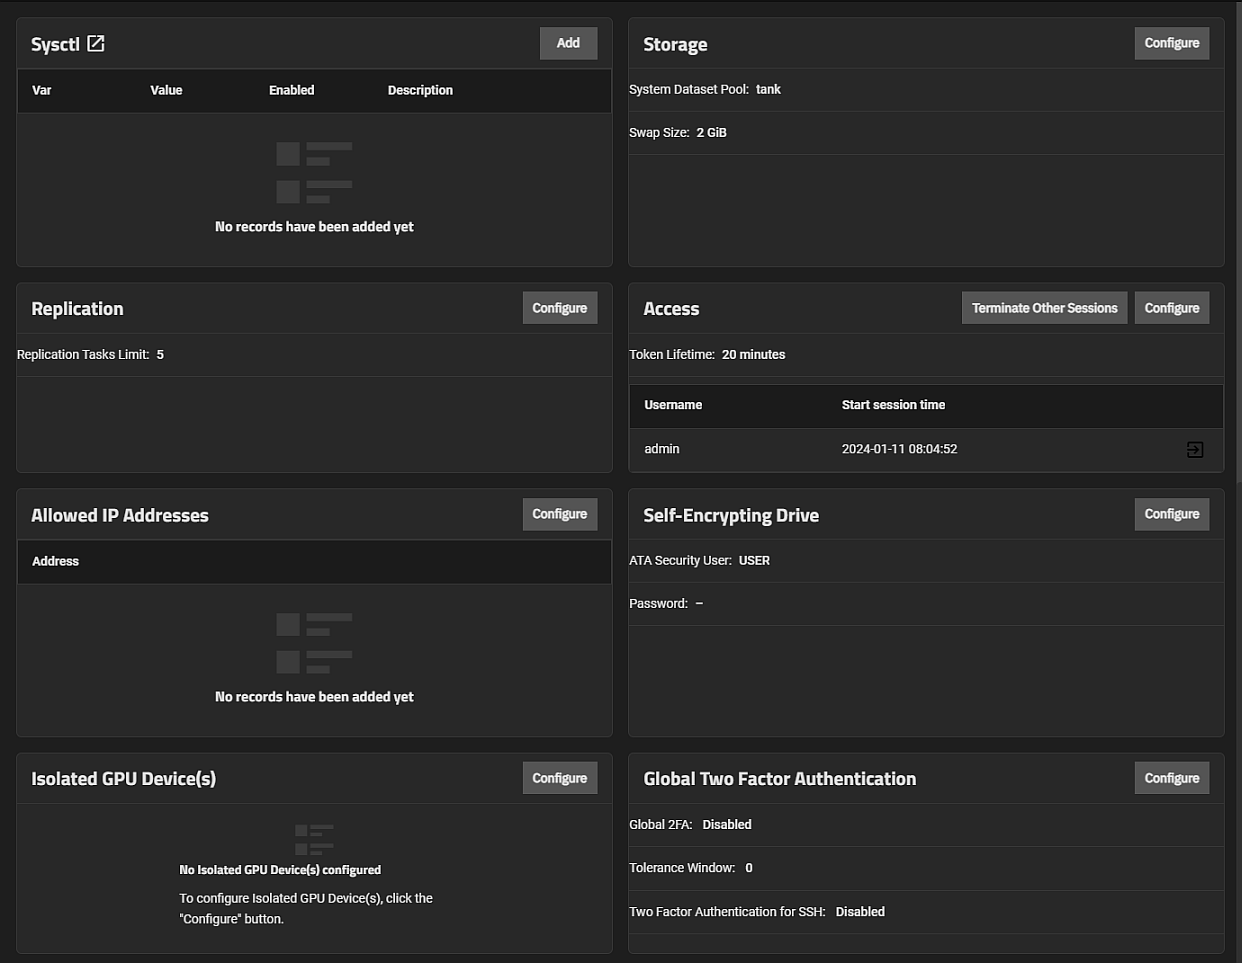 Sysctl
Add
Var Value Enabled Description
No records have been added yet
Storage
Configure
System Dataset Pool: tank
Swap Size: 2 GiB
Replication
Configure
Replication Tasks Limit: 5
Access
Terminate Other Sessions
Configure
Token Lifetime: 20 minutes
Username Start session time
admin 2024-01-11 08:04:52
Allowed IP Addresses
Configure
Address
No records have been added yet
Self-Encrypting Drive
Configure
ATA Security User: USER
Password: –
Isolated GPU Device(s)
Configure
No Isolated GPU Device(s) configured
To configure Isolated GPU Device(s), click the
"Configure" button.
Global Two Factor Authentication
Configure
Global 2FA: Disabled
Tolerance Window: 0
Two Factor Authentication for SSH: Disabled